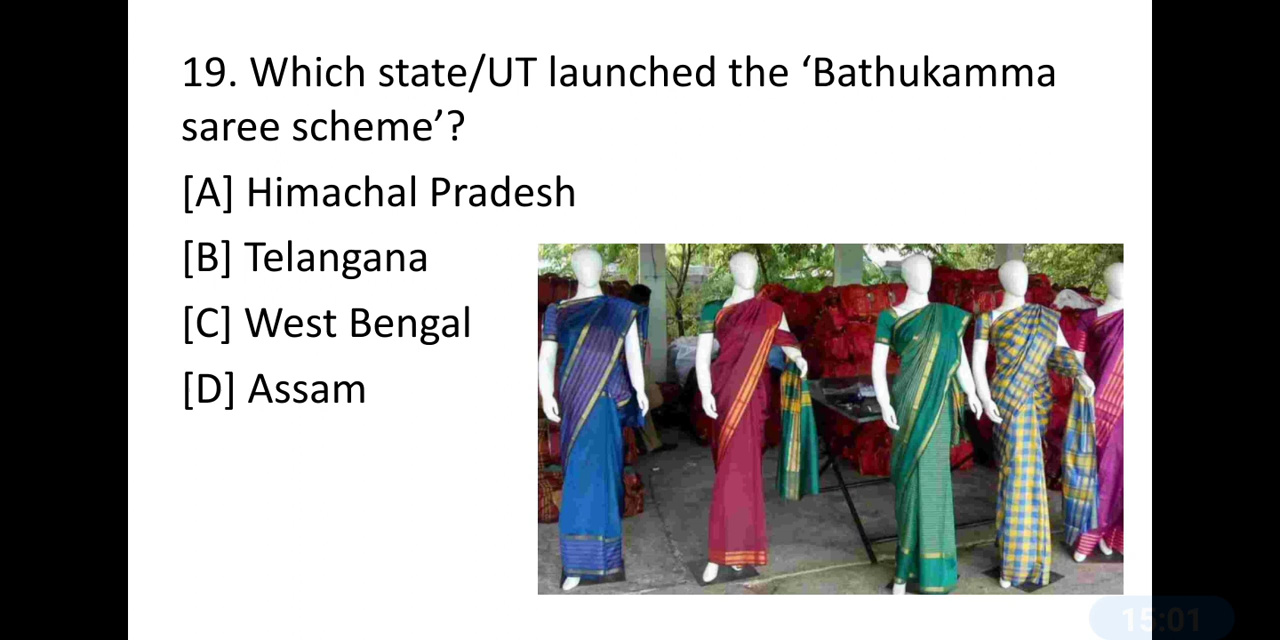 19. Which state/UT launched the ‘Bathukamma
saree scheme’?
[A] Himachal Pradesh
[B] Telangana
[C] West Bengal
[D] Assam
15:01